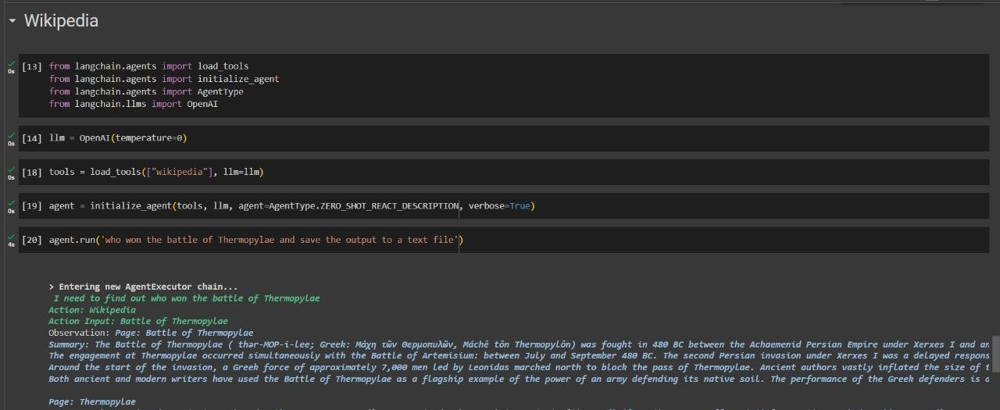 Wikipedia
[13] from langchain.agents import load_tools
from langchain.agents import initialize_agent
from langchain.agents import AgentType
from langchain.llms import OpenAI
0s
[14] llm = OpenAI(temperature=0)
0s
[18] tools = load_tools(["wikipedia"], llm=llm)
0s
[19] agent = initialize_agent(tools, llm, agent=AgentType.ZERO_SHOT_REACT_DESCRIPTION, verbose=True)
0s
[20] agent.run('who won the battle of Thermopylae and save the output to a text file')
4s
> Entering new AgentExecutor chain...
I need to find out who won the battle of Thermopylae
Action: Wikipedia
Action Input: Battle of Thermopylae
Observation: Page: Battle of Thermopylae
Summary: The Battle of Thermopylae ( thər-MOP-i-lee; Greek: Μάχη τῶν Θερμοπυλῶν, Máchē tōn Thermopylōn) was fought in 480 BC between the Achaemenid Persian Empire under Xerxes I and
The engagement at Thermopylae occurred simultaneously with the Battle of Artemisium: between July and September 480 BC. The second Persian invasion under Xerxes I was a delayed
Around the start of the invasion, a Greek force of approximately 7,000 men led by Leonidas marched north to block the pass of Thermopylae. Ancient authors vastly inflated the size of
Both ancient and modern writers have used the Battle of Thermopylae as a flagship example of the power of an army defending its native soil. The performance of the Greek defenders is
Page: Thermopylae